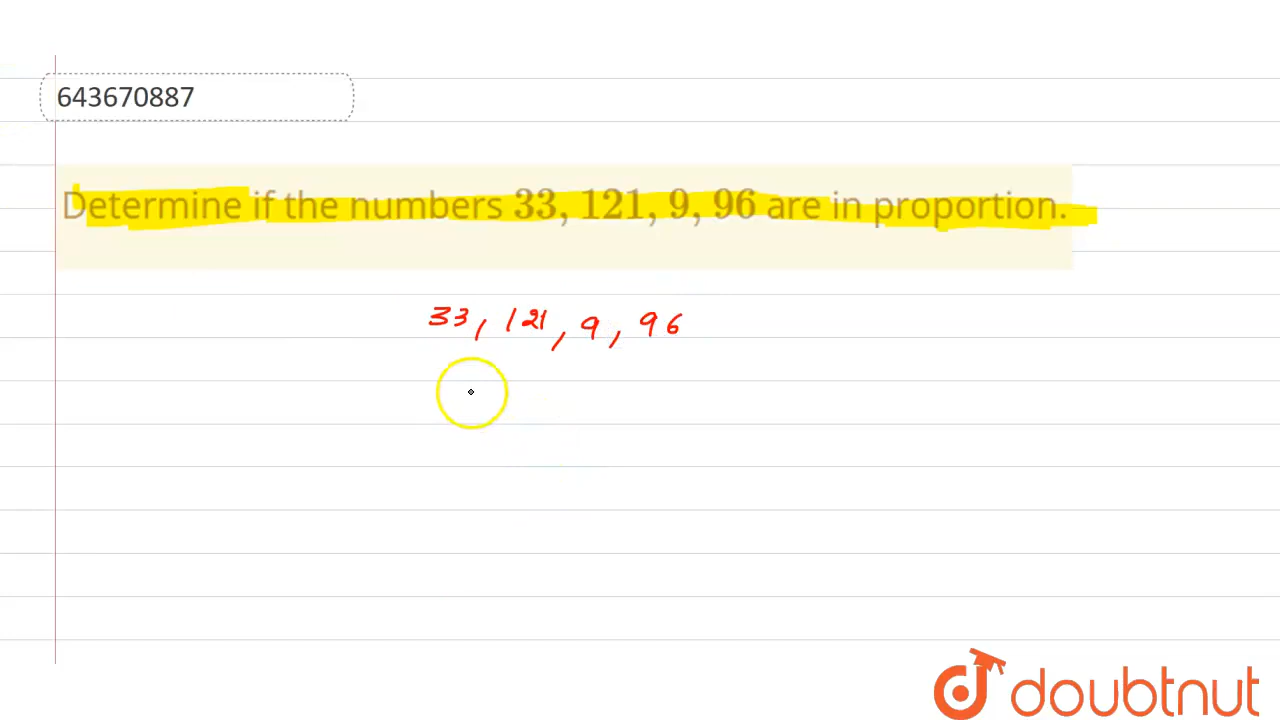 643670887
Determine if the numbers 33, 121, 9, 96 are in proportion.
33, 121, 9, 96
doubtnut